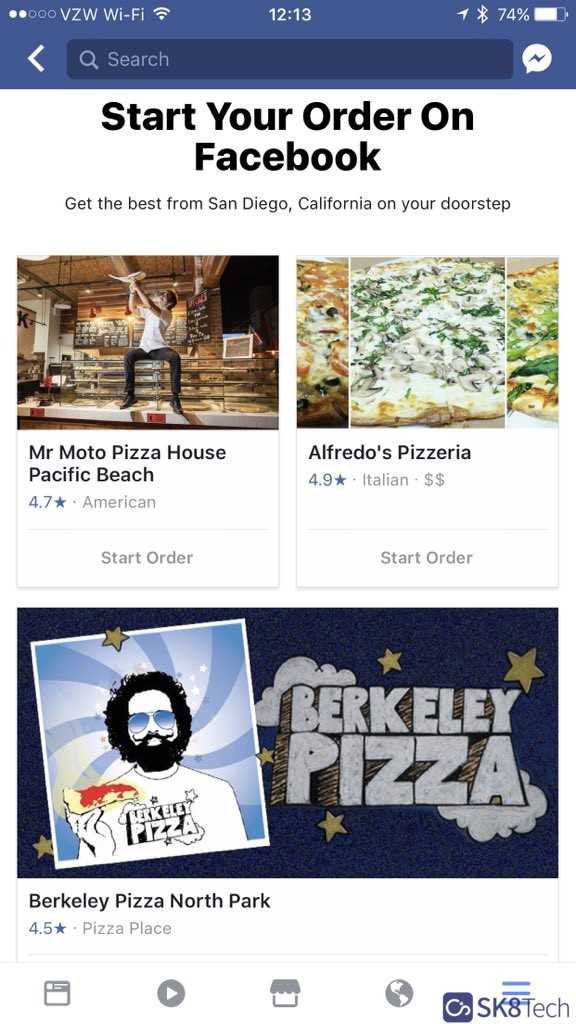 VZW Wi-Fi
12:13
74%
Search
Start Your Order On
Facebook
Get the best from San Diego, California on your doorstep
Mr Moto Pizza House
Pacific Beach
4.7★ · American
Start Order
Alfredo's Pizzeria
4.9★ · Italian · $$
Start Order
BERKELEY
PIZZA
BERKELEY
PIZZA
Berkeley Pizza North Park
4.5★ · Pizza Place
SK8Tech